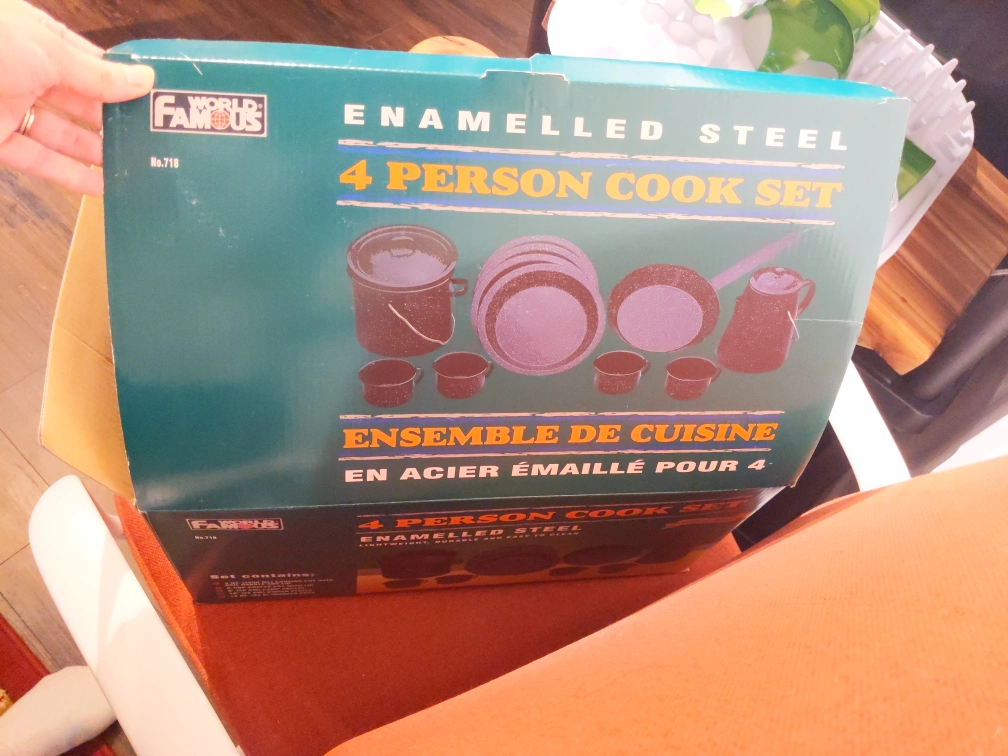 WORLD
FAMOUS
No.718
ENAMELLED STEEL
4 PERSON COOK SET
ENSEMBLE DE CUISINE
EN ACIER ÉMAILLÉ POUR 4
WORLD
FAMOUS
No.718
4 PERSON COOK SET
ENAMELLED STEEL
LIGHTWEIGHT, DURABLE AND EASY TO CLEAN
Set contains: